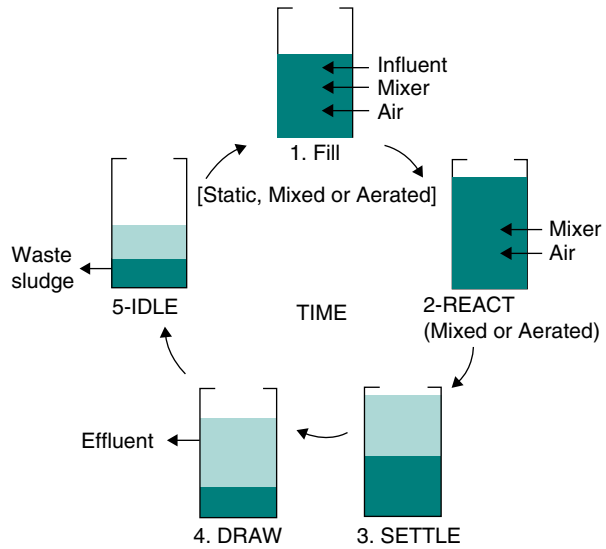 Influent
Mixer
Air
1. Fill
[Static, Mixed or Aerated]
Mixer
Air
2-REACT
(Mixed or Aerated)
Waste
sludge
5-IDLE
TIME
Effluent
4. DRAW
3. SETTLE